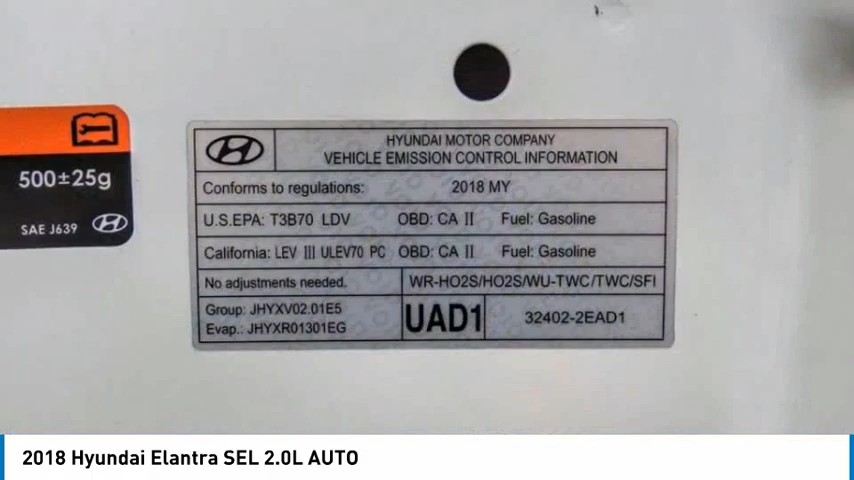 500±25g
SAE J639
HYUNDAI MOTOR COMPANY
VEHICLE EMISSION CONTROL INFORMATION
Conforms to regulations: 2018 MY
U.S.EPA: T3B70 LDV OBD: CA II Fuel: Gasoline
California: LEV III ULEV70 PC OBD: CA II Fuel: Gasoline
No adjustments needed. WR-HO2S/HO2S/WU-TWC/TWC/SFI
Group: JHYXV02.01E5
Evap.: JHYXR01301EG
UAD1
32402-2EAD1
2018 Hyundai Elantra SEL 2.0L AUTO